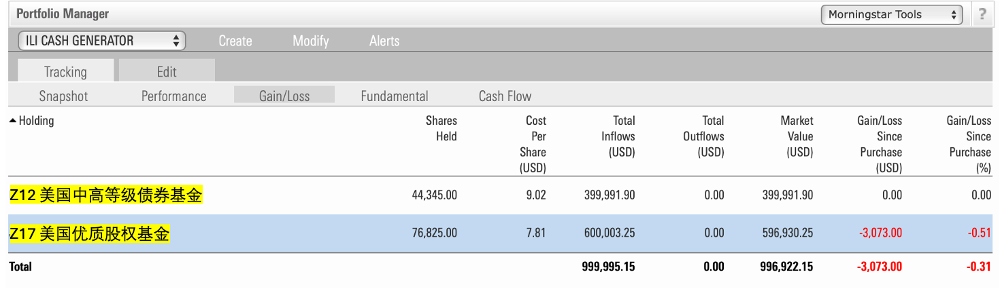 Portfolio Manager
Morningstar Tools
?
ILI CASH GENERATOR
Create
Modify
Alerts
Tracking
Edit
Snapshot
Performance
Gain/Loss
Fundamental
Cash Flow
Holding
Shares
Held
Cost
Per
Share
(USD)
Total
Inflows
(USD)
Total
Outflows
(USD)
Market
Value
(USD)
Gain/Loss
Since
Purchase
(USD)
Gain/Loss
Since
Purchase
(%)
Z12 美国中高等级债券基金 44,345.00 9.02 399,991.90 0.00 399,991.90 0.00 0.00
Z17 美国优质股权基金 76,825.00 7.81 600,003.25 0.00 596,930.25 -3,073.00 -0.51
Total 999,995.15 0.00 996,922.15 -3,073.00 -0.31